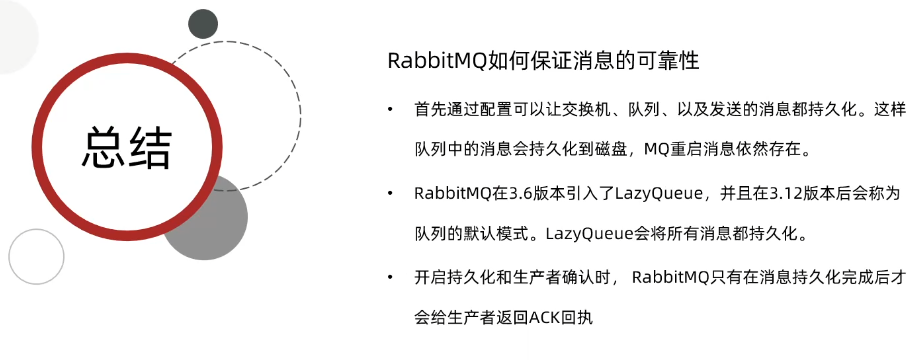 总结
RabbitMQ如何保证消息的可靠性
• 首先通过配置可以让交换机、队列、以及发送的消息都持久化。这样
队列中的消息会持久化到磁盘，MQ重启消息依然存在。
• RabbitMQ在3.6版本引入了LazyQueue，并且在3.12版本后会称为
队列的默认模式。LazyQueue会将所有消息都持久化。
• 开启持久化和生产者确认时， RabbitMQ只有在消息持久化完成后才
会给生产者返回ACK回执